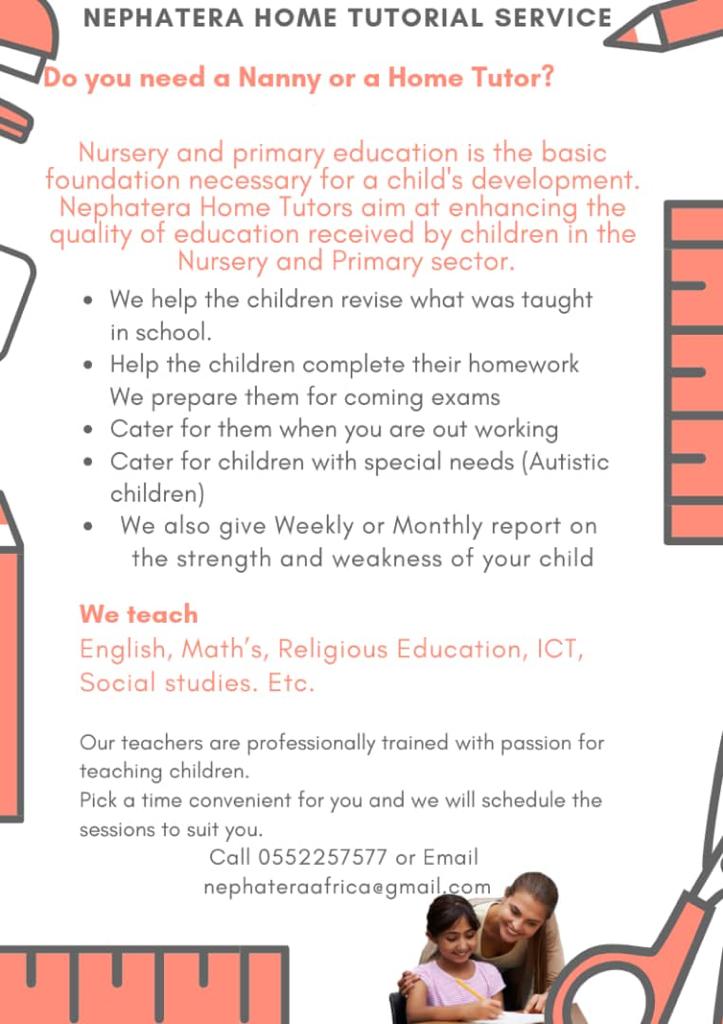 NEPHATERA HOME TUTORIAL SERVICE
Do you need a Nanny or a Home Tutor?
Nursery and primary education is the basic
foundation necessary for a child's development.
Nephatera Home Tutors aim at enhancing the
quality of education received by children in the
Nursery and Primary sector.
• We help the children revise what was taught
in school.
• Help the children complete their homework
We prepare them for coming exams
• Cater for them when you are out working
• Cater for children with special needs (Autistic
children)
• We also give Weekly or Monthly report on
the strength and weakness of your child
We teach
English, Math’s, Religious Education, ICT,
Social studies. Etc.
Our teachers are professionally trained with passion for
teaching children.
Pick a time convenient for you and we will schedule the
sessions to suit you.
Call 0552257577 or Email
nephateraafrica@gmail.com